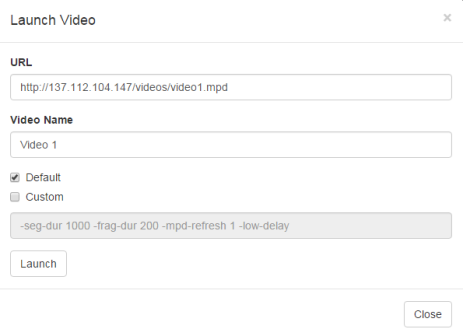 Launch Video ×
URL
http://137.112.104.147/videos/video1.mpd
Video Name
Video 1
Default
Custom
-seg-dur 1000 -frag-dur 200 -mpd-refresh 1 -low-delay
Launch
Close